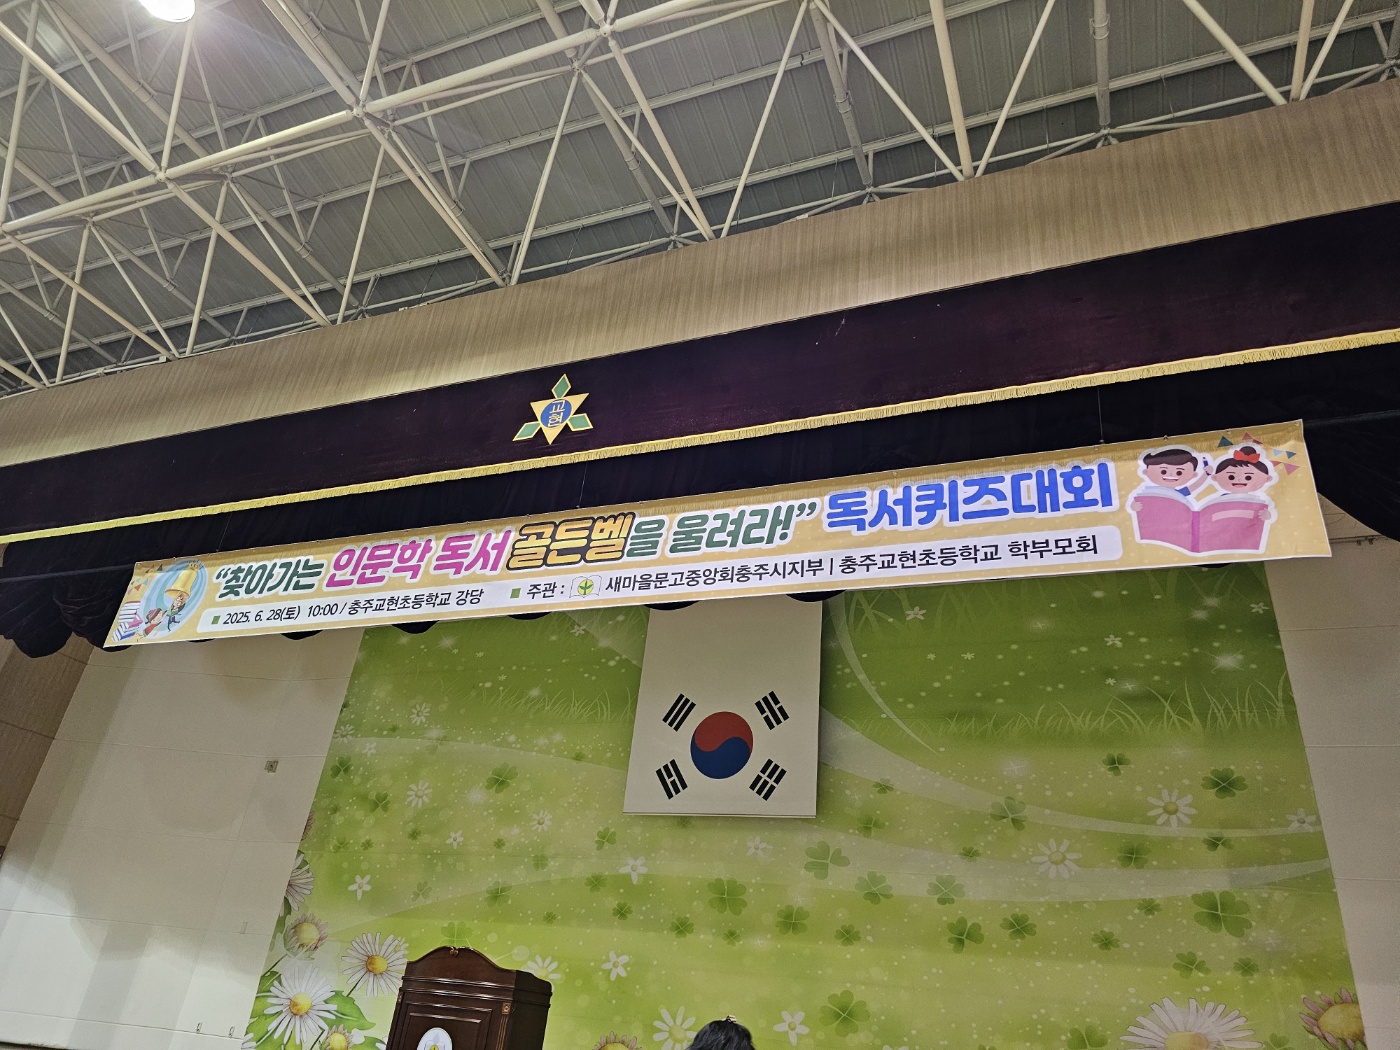 교현
“찾아가는 인문학 독서 골든벨을 울려라!” 독서퀴즈대회
2025. 6. 28(토) 10:00 / 충주교현초등학교 강당 주관 : 새마을문고중앙회충주시지부 | 충주교현초등학교 학부모회